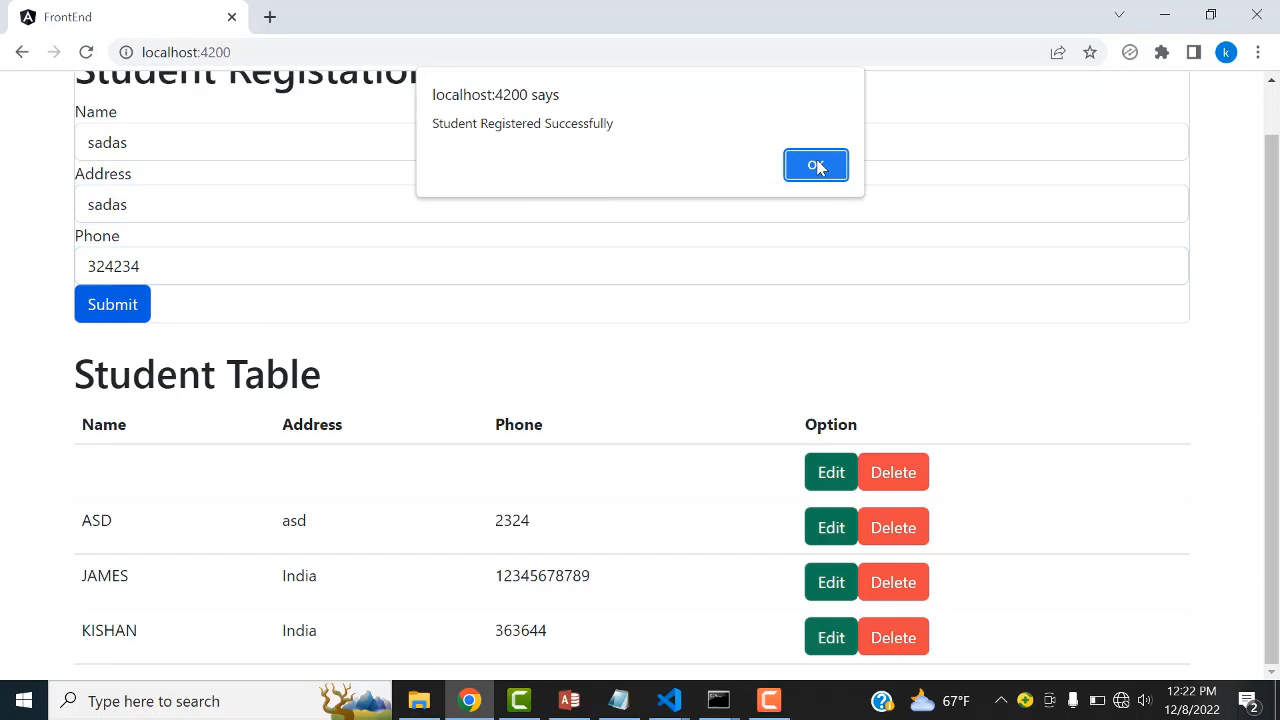 FrontEnd
localhost:4200
k
Student Registation
localhost:4200 says
Student Registered Successfully
OK
Name
sadas
Address
sadas
Phone
324234
Submit
Student Table
Name Address Phone Option
Edit Delete
ASD asd 2324 Edit Delete
JAMES India 12345678789 Edit Delete
KISHAN India 363644 Edit Delete
Type here to search
67°F
12:22 PM
12/8/2022
2